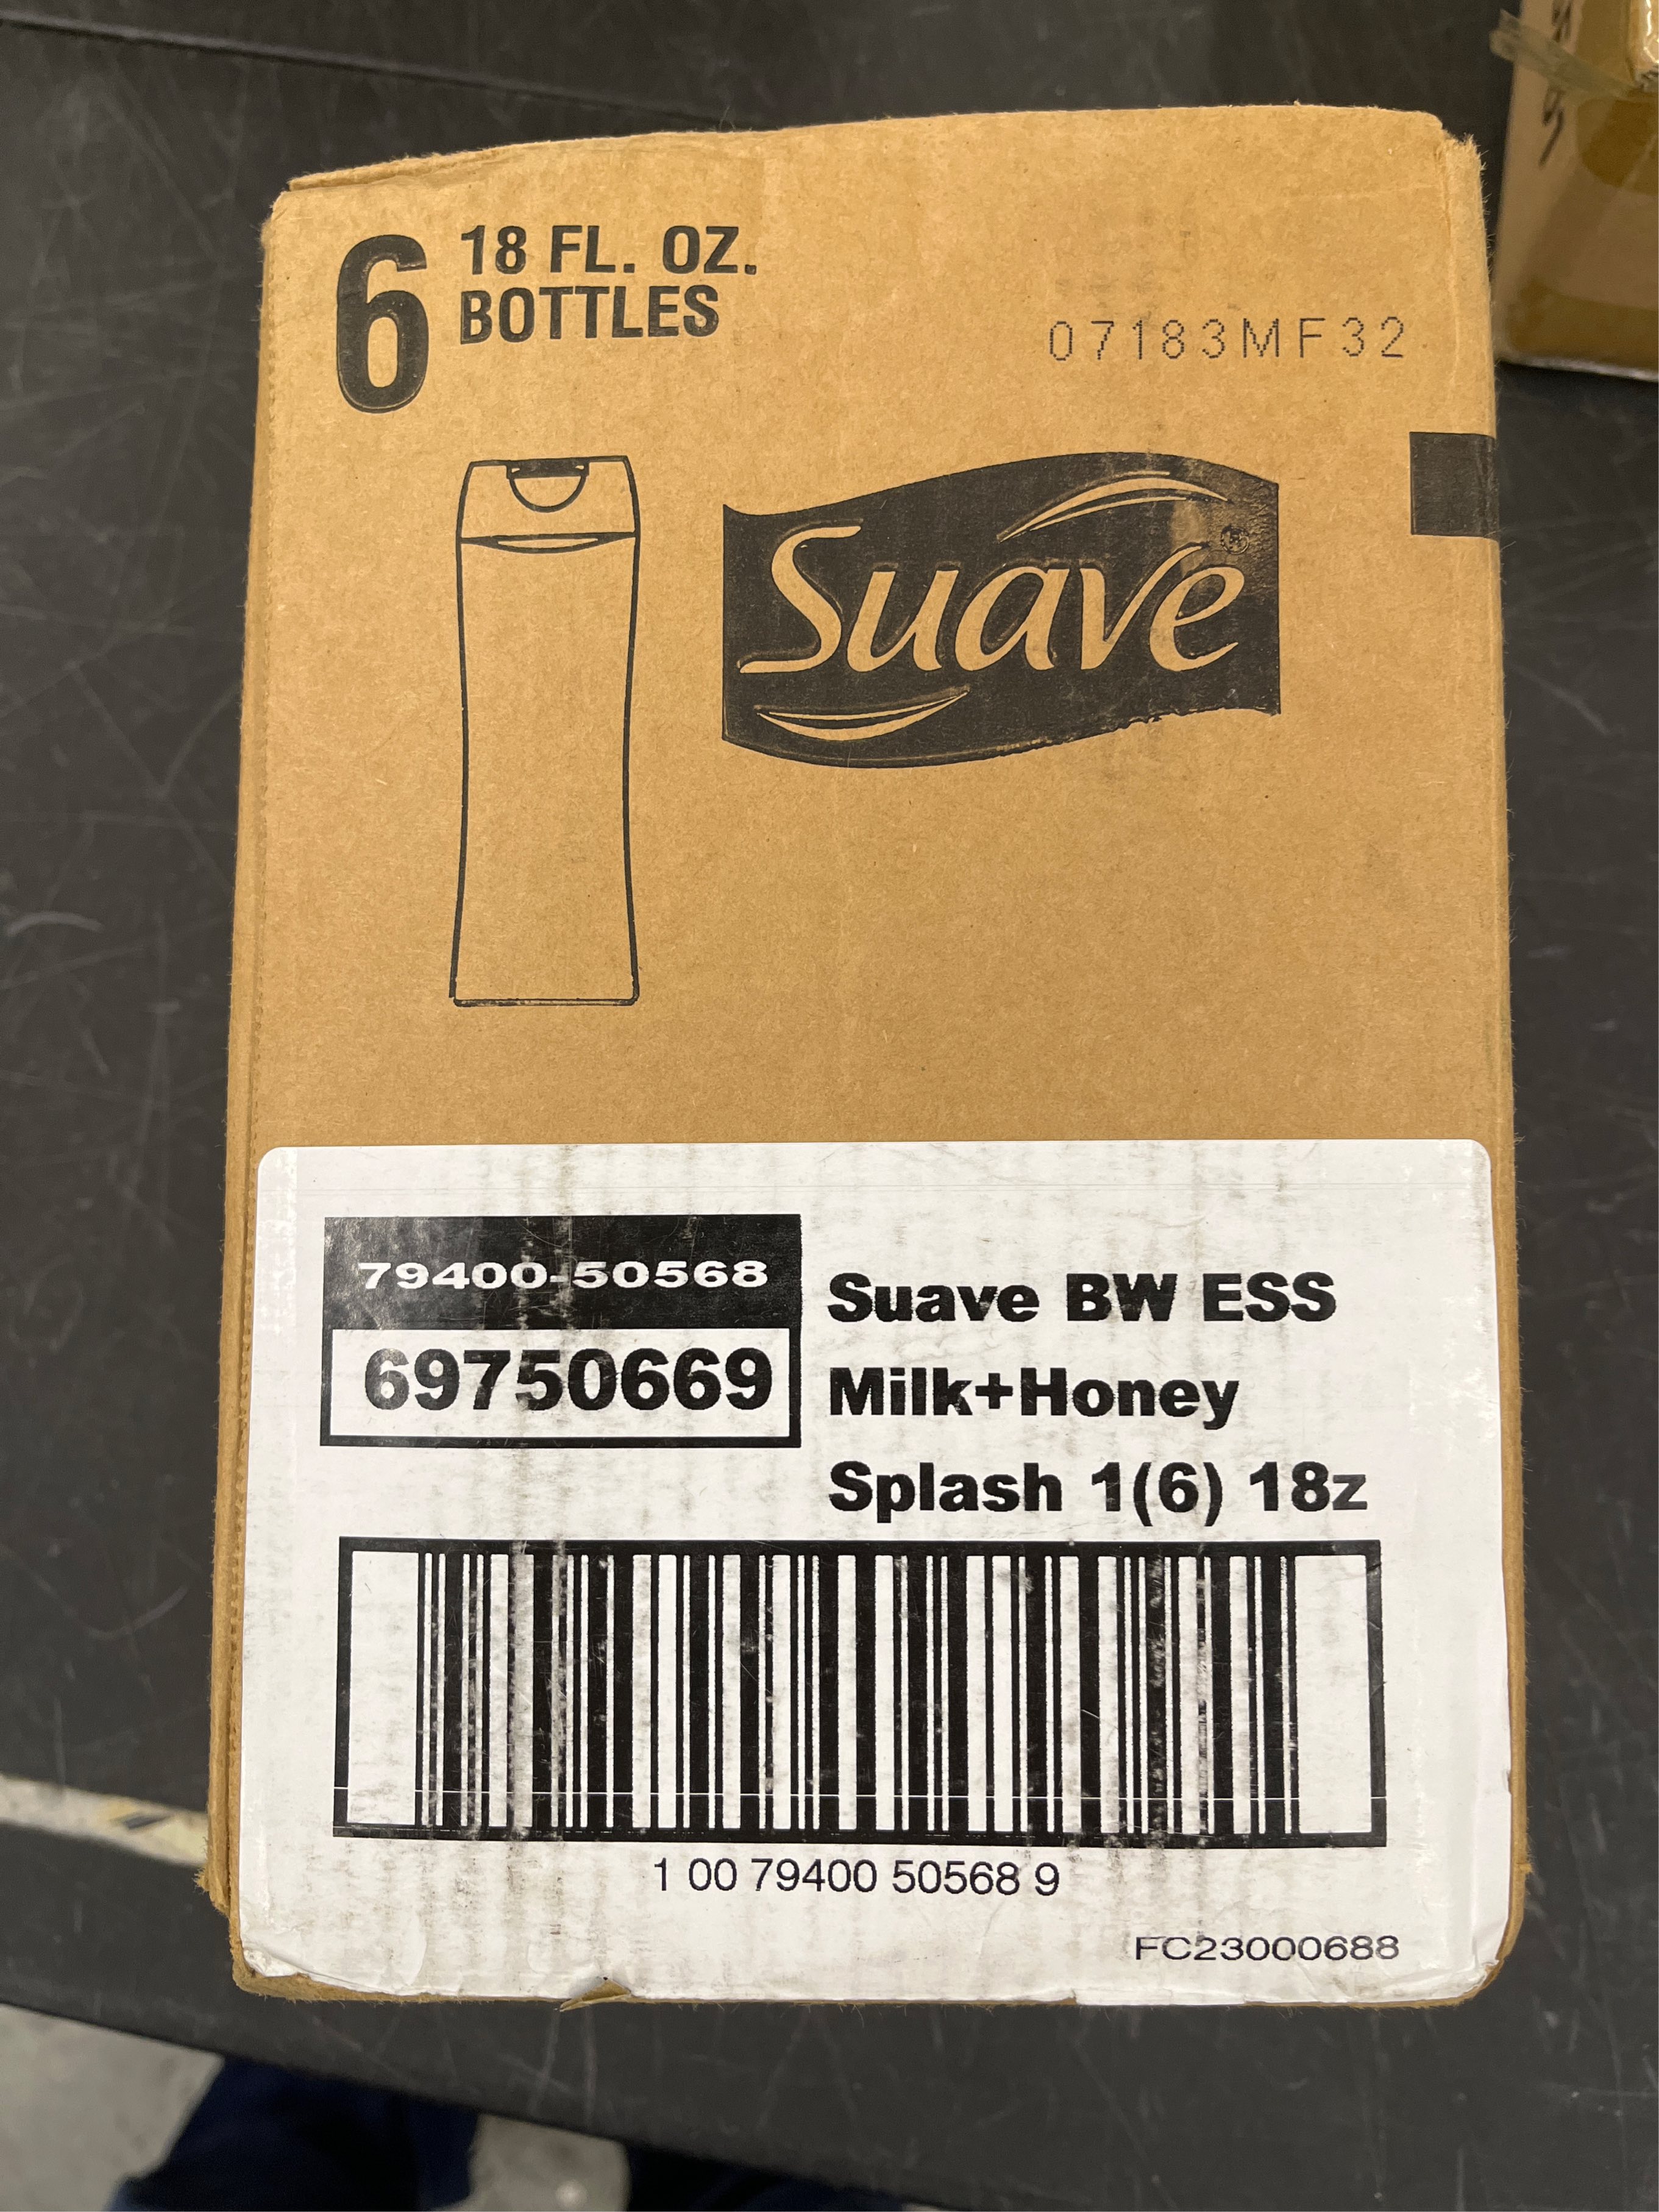 6
18 FL. OZ.
BOTTLES
07183MF32
Suave®
79400-50568
69750669
Suave BW ESS
Milk+Honey
Splash 1(6) 18z
1 00 79400 50568 9
FC23000688